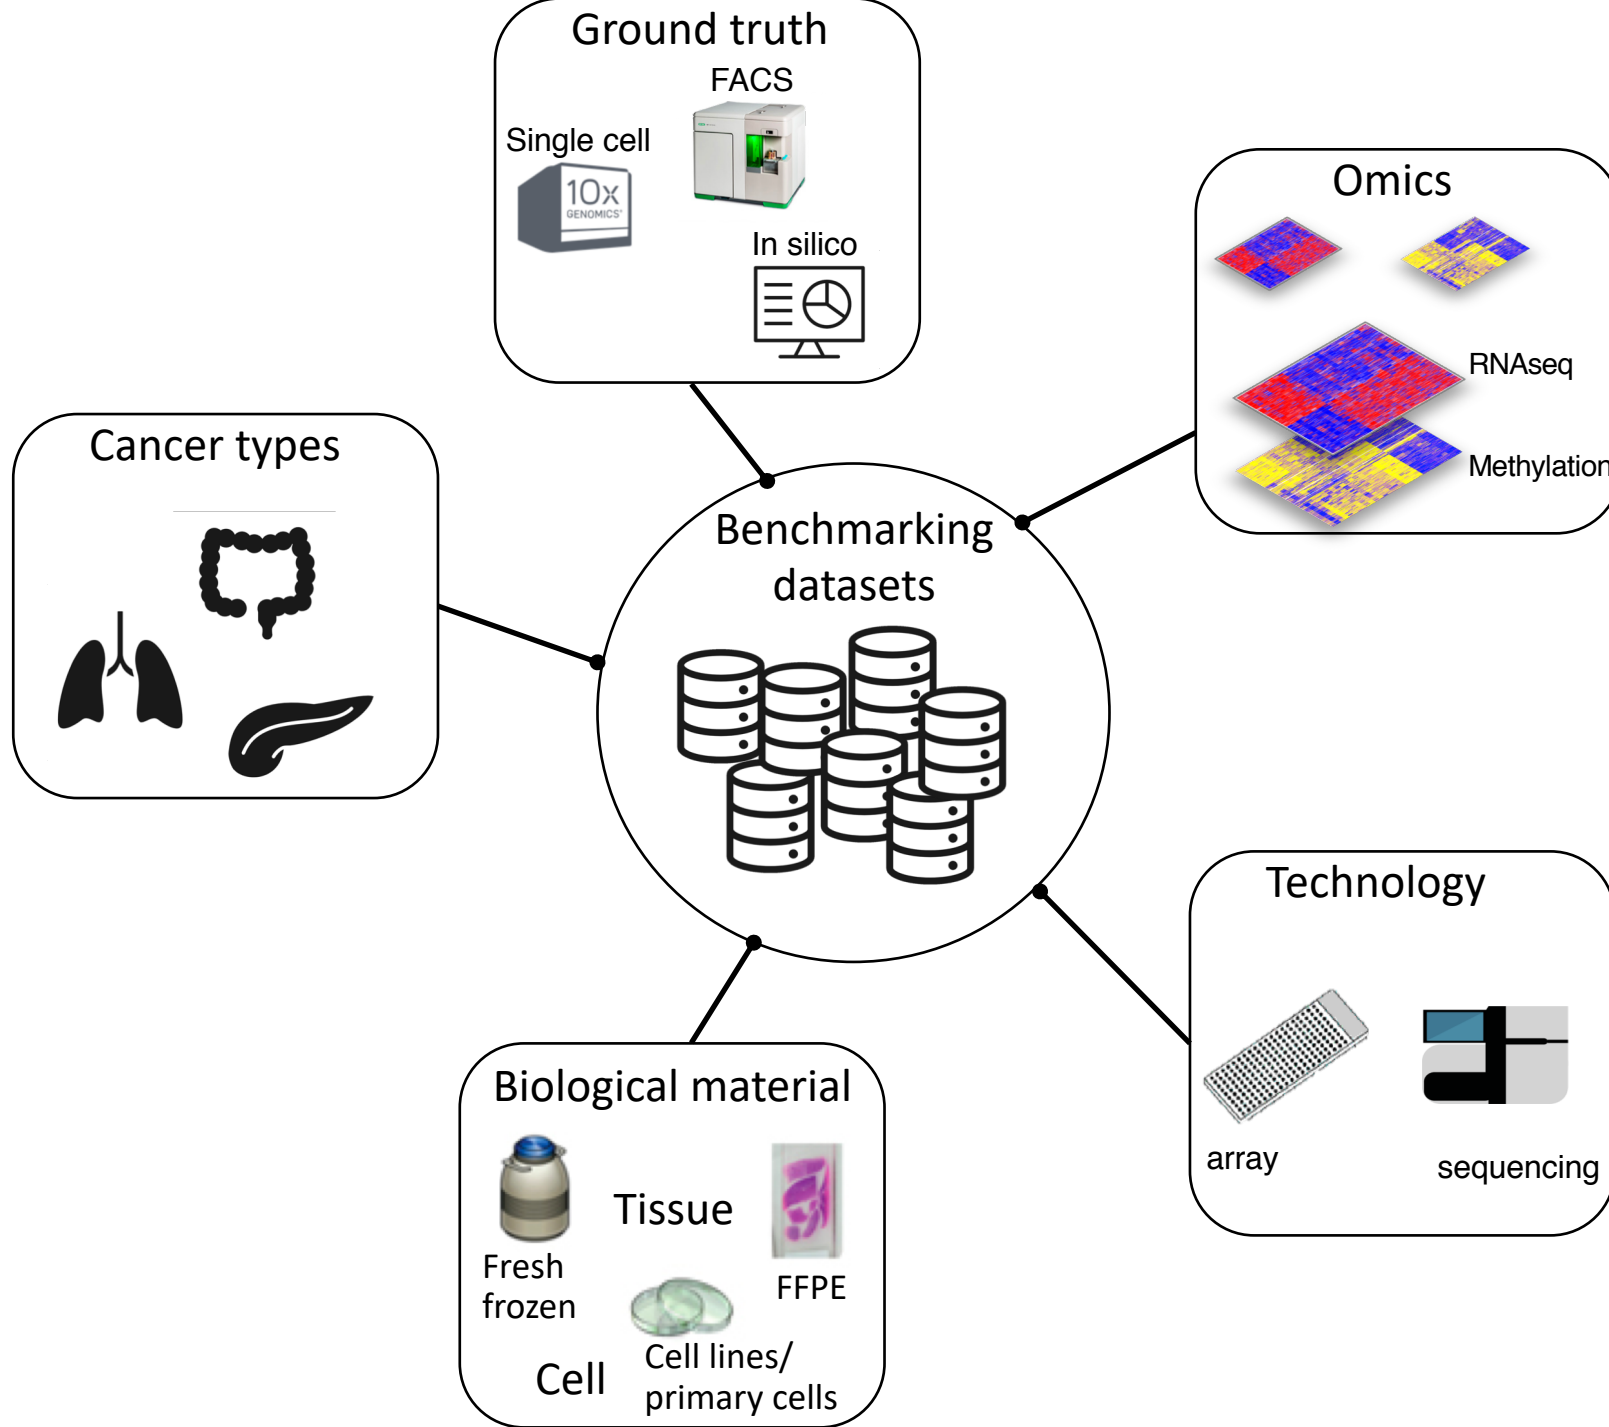 Ground truth
FACS
Single cell
10x
GENOMICS
In silico
Omics
RNAseq
Methylation
Cancer types
Benchmarking
datasets
Technology
array
sequencing
Biological material
Tissue
Fresh
frozen
FFPE
Cell lines/
primary cells
Cell